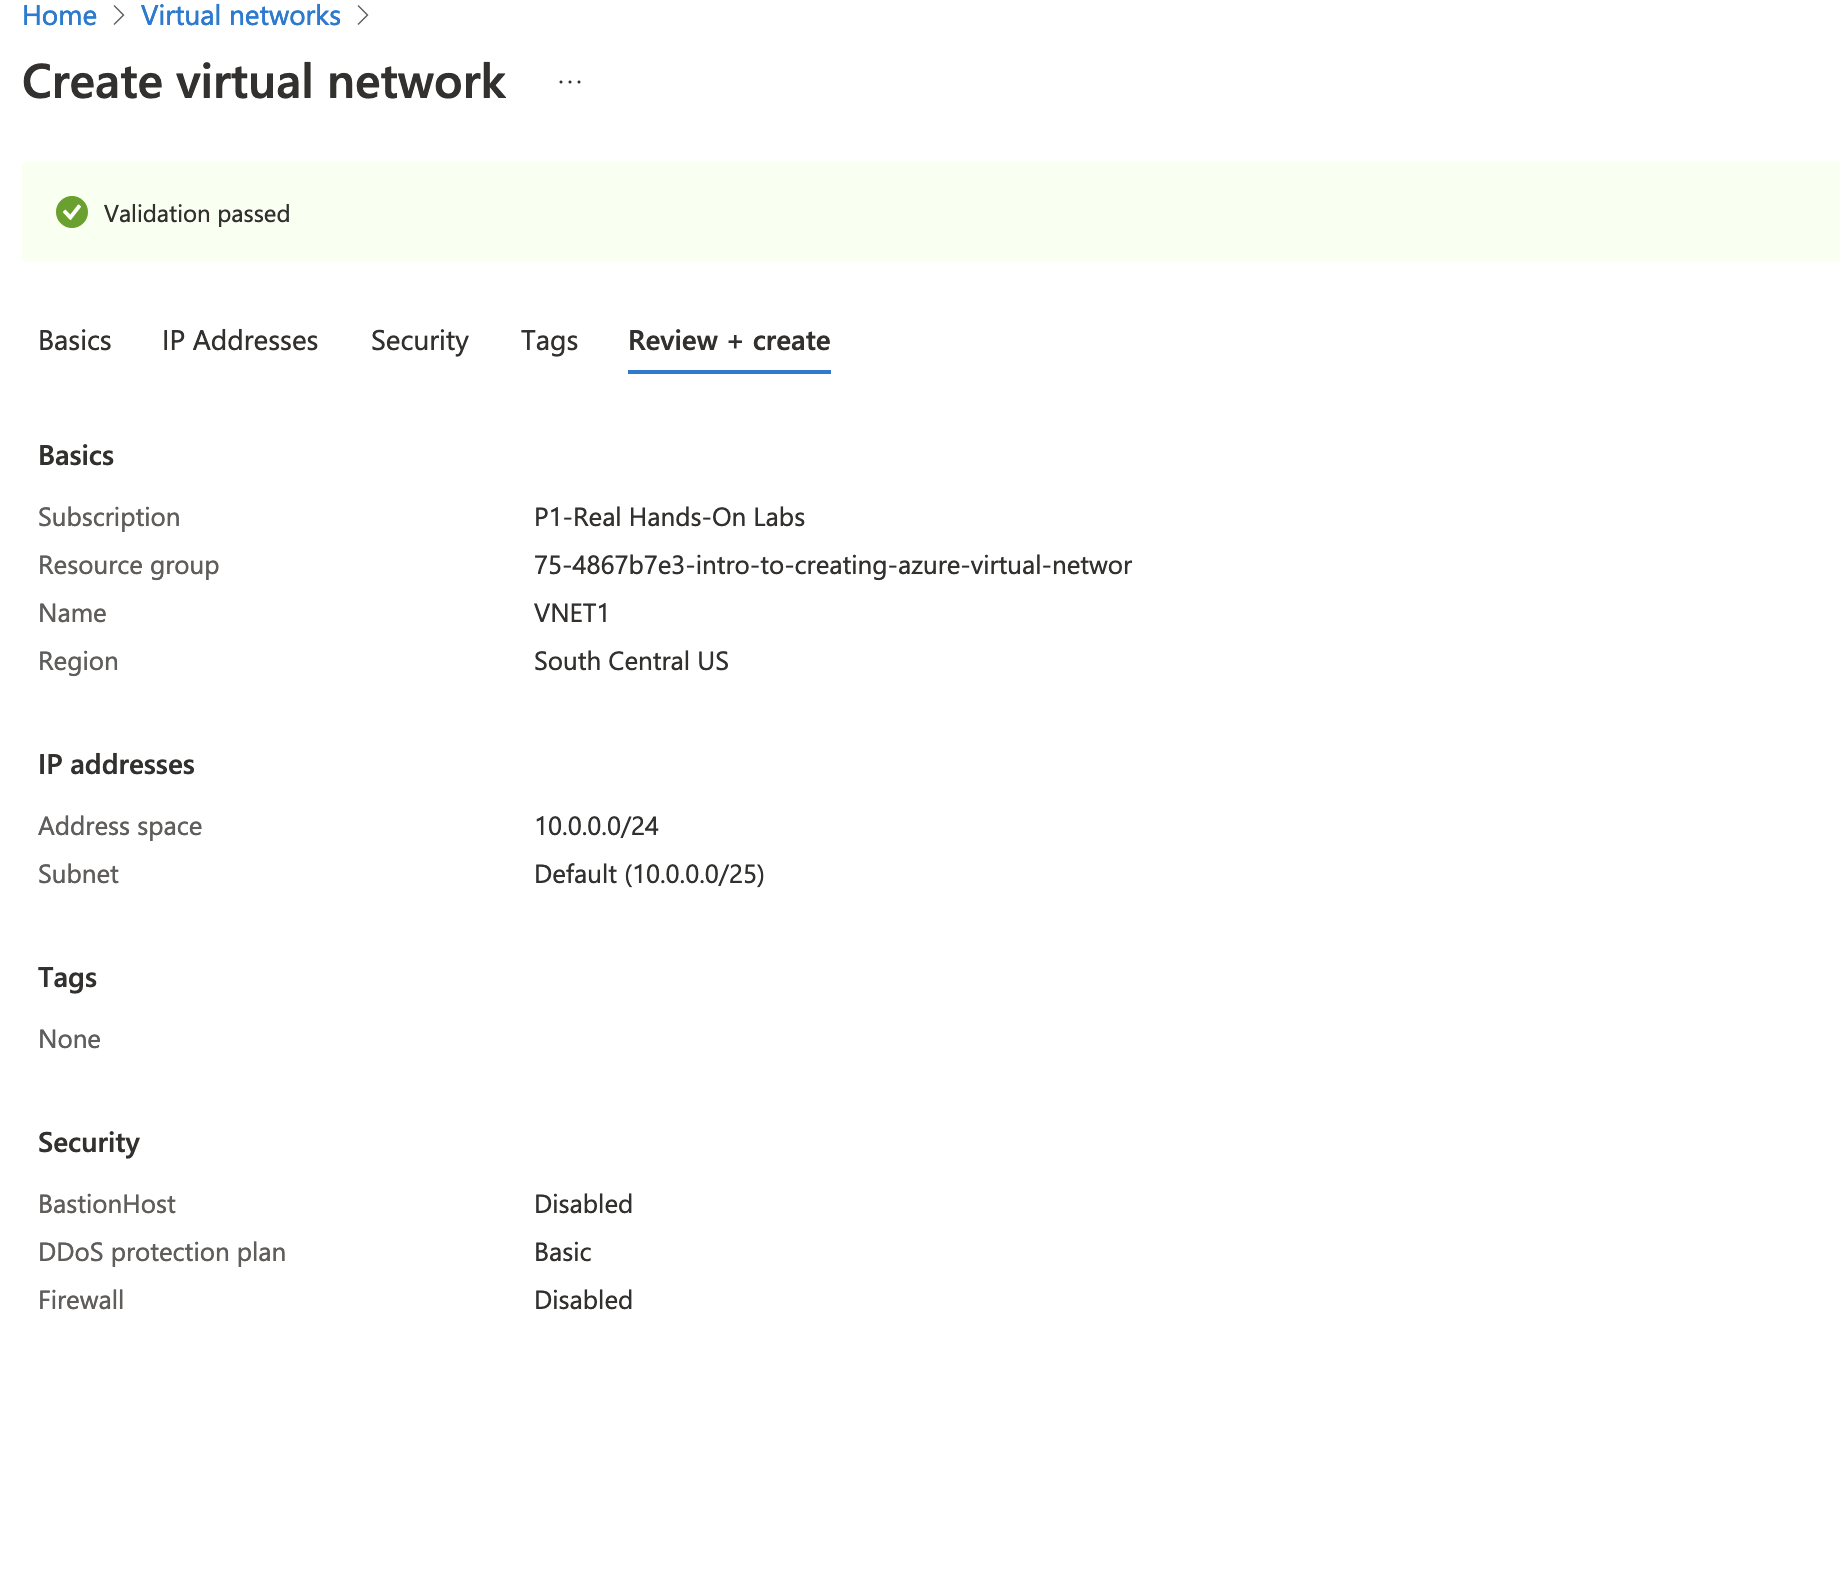 Home > Virtual networks >
Create virtual network ...
Validation passed
Basics IP Addresses Security Tags Review + create
Basics
Subscription P1-Real Hands-On Labs
Resource group 75-4867b7e3-intro-to-creating-azure-virtual-networ
Name VNET1
Region South Central US
IP addresses
Address space 10.0.0.0/24
Subnet Default (10.0.0.0/25)
Tags
None
Security
BastionHost Disabled
DDoS protection plan Basic
Firewall Disabled